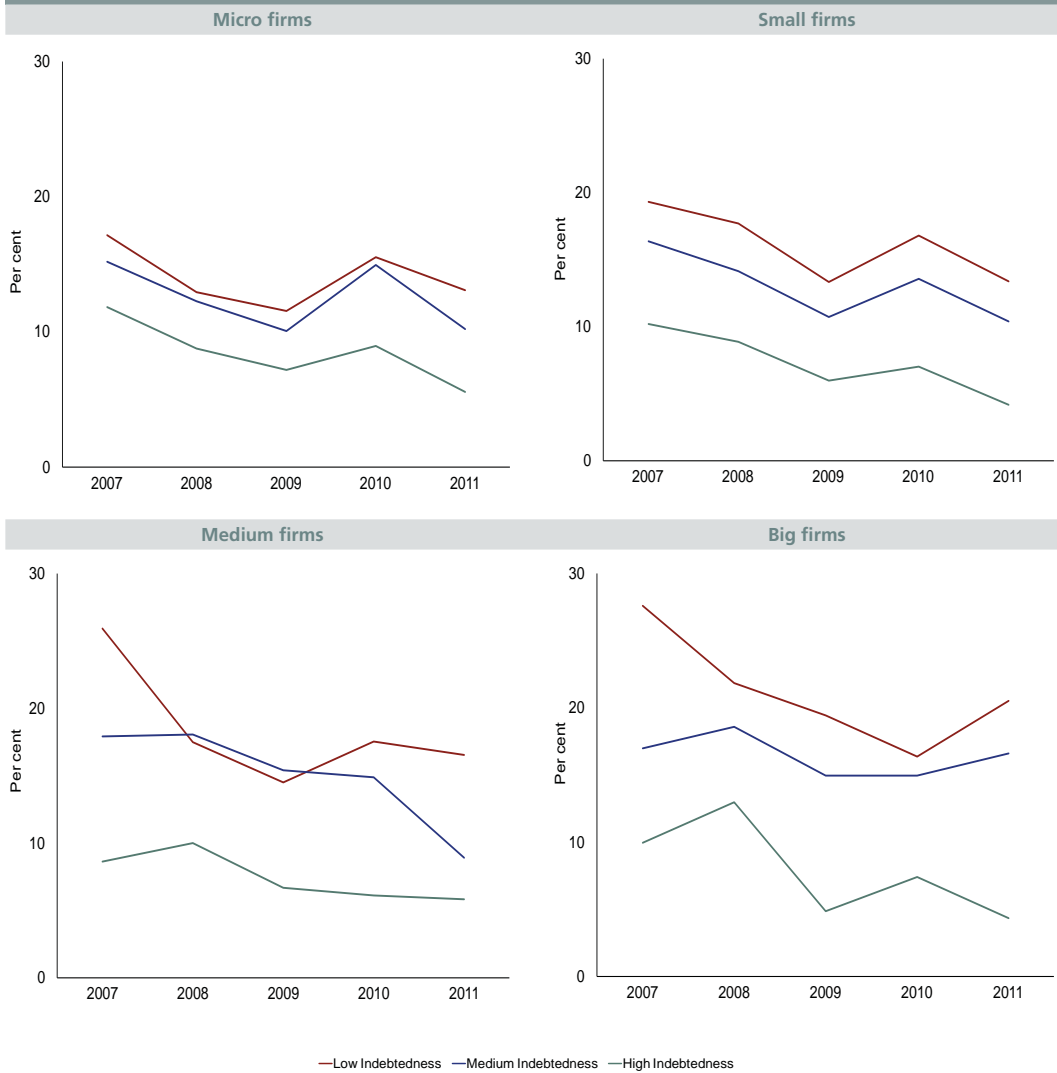 Micro firms
Small firms
30
20
10
0
Per cent
2007 2008 2009 2010 2011
30
20
10
0
Per cent
2007 2008 2009 2010 2011
Medium firms
Big firms
30
20
10
0
Per cent
2007 2008 2009 2010 2011
30
20
10
0
Per cent
2007 2008 2009 2010 2011
Low Indebtedness Medium Indebtedness High Indebtedness